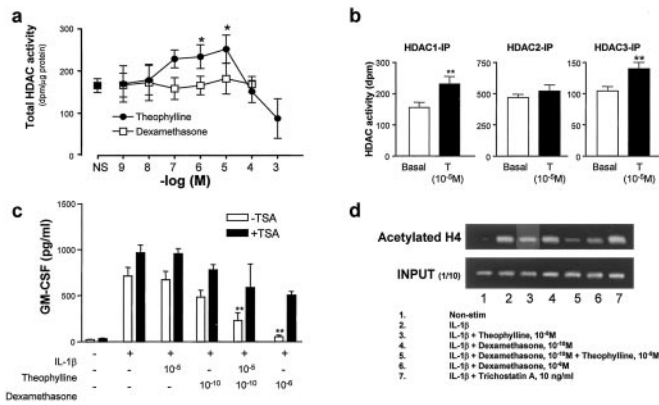 a
Total HDAC activity
(dpm/µg protein)
300
200
100
0
* *
Theophylline
Dexamethasone
NS 9 8 7 6 5 4 3
-log (M)
b
HDAC1-IP HDAC2-IP HDAC3-IP
HDAC activity (dpm)
300
200
100
0
**
750
500
250
0
150
100
50
0
**
Basal T
(10⁻⁵M)
Basal T
(10⁻⁵M)
Basal T
(10⁻⁵M)
c
GM-CSF (pg/ml)
1500
1000
500
0
-TSA
+TSA
** **
- + + + + + IL-1β
- - 10⁻⁵ - 10⁻⁵ - Theophylline
- - - 10⁻¹⁰ 10⁻¹⁰ 10⁻⁶ Dexamethasone
d
Acetylated H4
INPUT (1/10)
1 2 3 4 5 6 7
1. Non-stim
2. IL-1β
3. IL-1β + Theophylline, 10⁻⁵M
4. IL-1β + Dexamethasone, 10⁻¹⁰M
5. IL-1β + Dexamethasone, 10⁻¹⁰M + Theophylline, 10⁻⁵M
6. IL-1β + Dexamethasone, 10⁻⁶M
7. IL-1β + Trichostatin A, 10 ng/ml